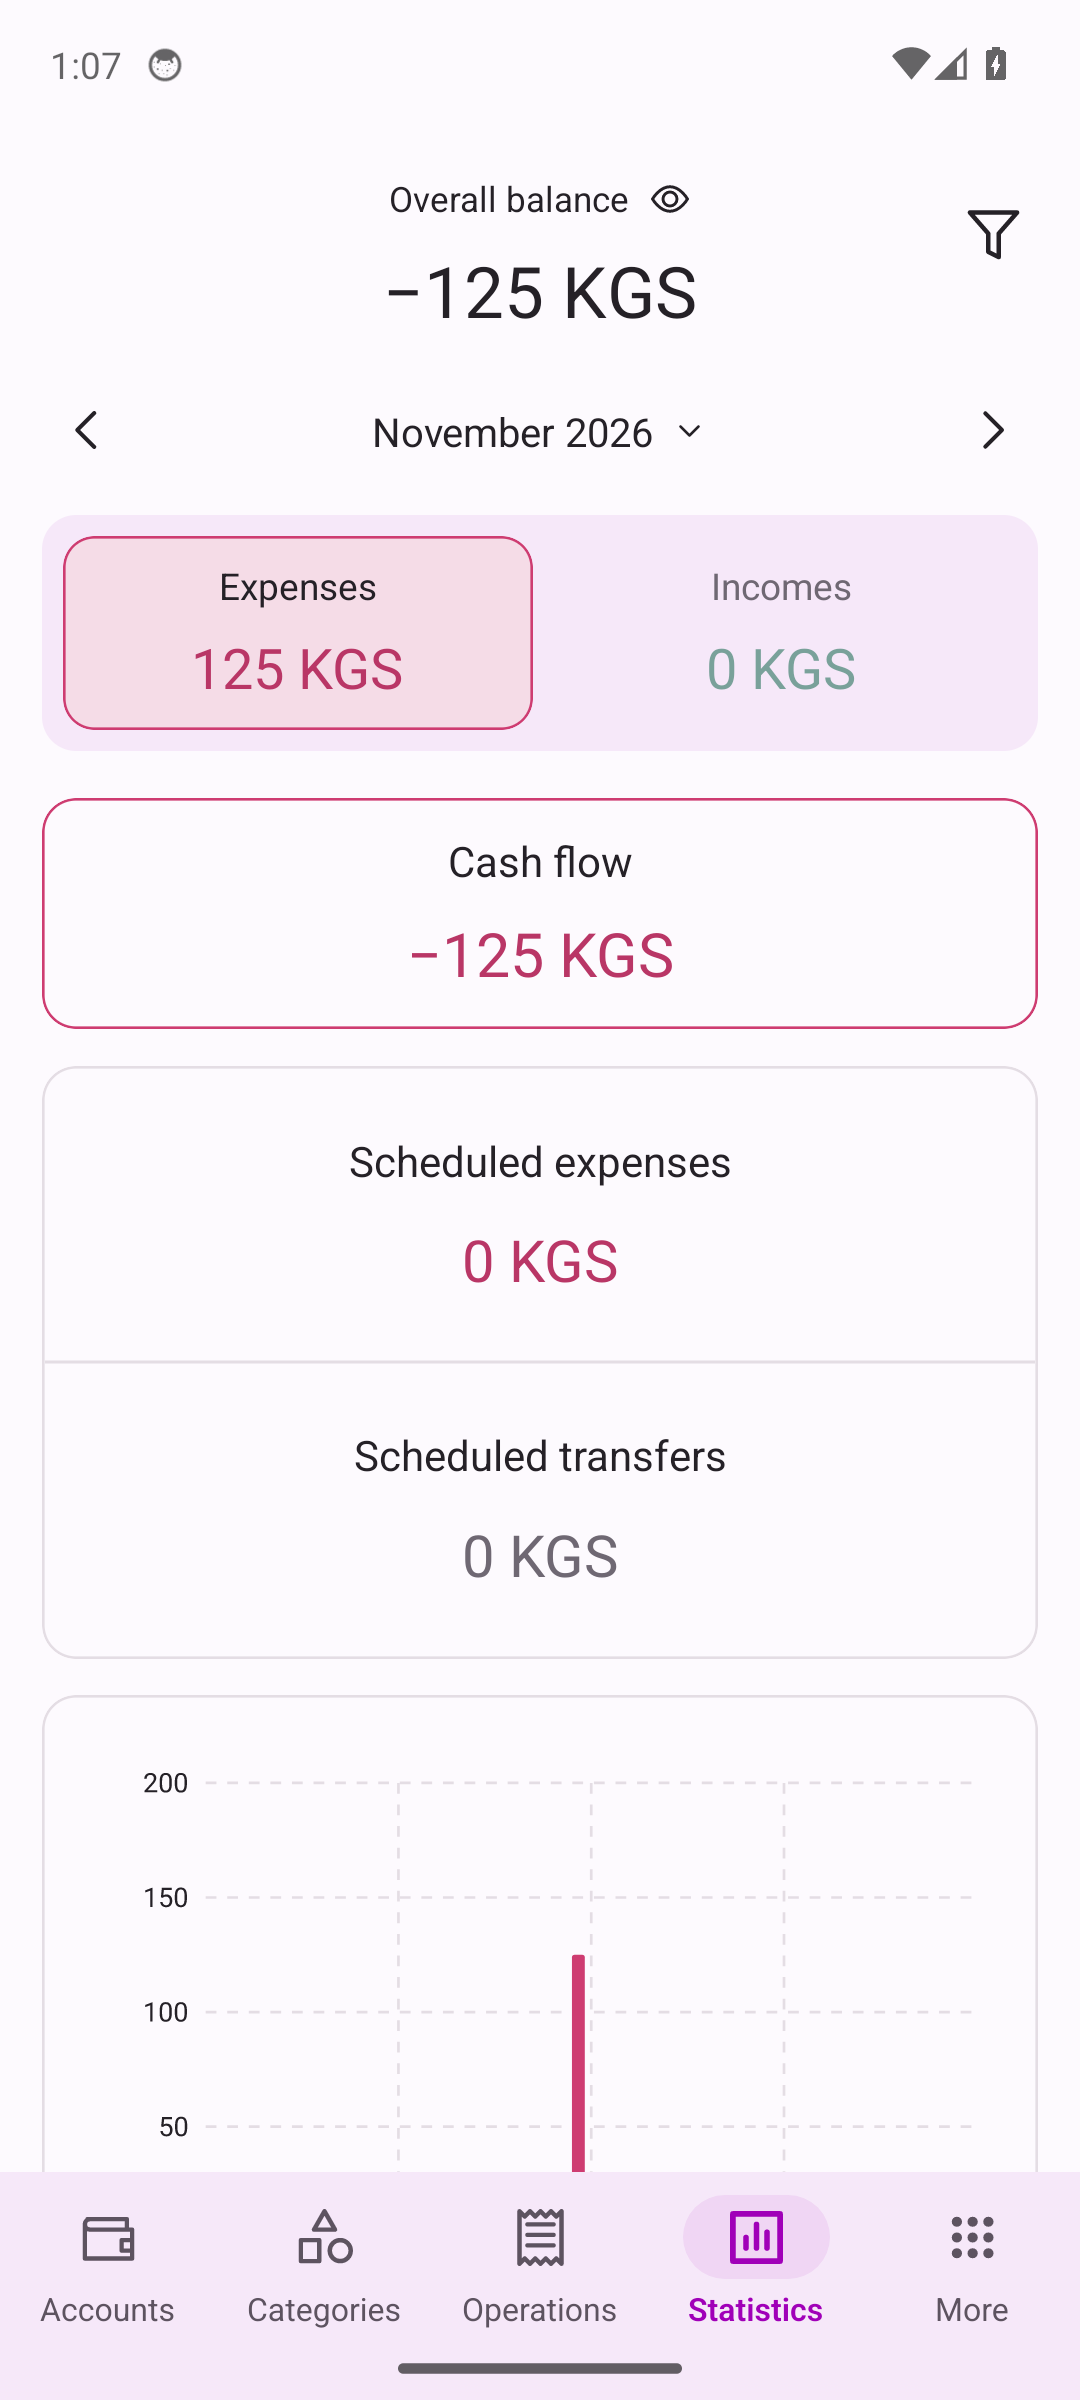 1:07
Overall balance
−125 KGS
November 2026
Expenses
125 KGS
Incomes
0 KGS
Cash flow
−125 KGS
Scheduled expenses
0 KGS
Scheduled transfers
0 KGS
200
150
100
50
Accounts
Categories
Operations
Statistics
More